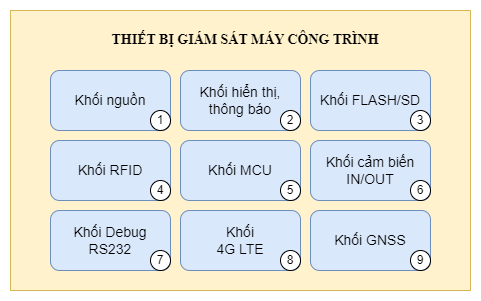 THIẾT BỊ GIÁM SÁT MÁY CÔNG TRÌNH
Khối nguồn
1
Khối hiển thị,
thông báo
2
Khối FLASH/SD
3
Khối RFID
4
Khối MCU
5
Khối cảm biến
IN/OUT
6
Khối Debug
RS232
7
Khối
4G LTE
8
Khối GNSS
9